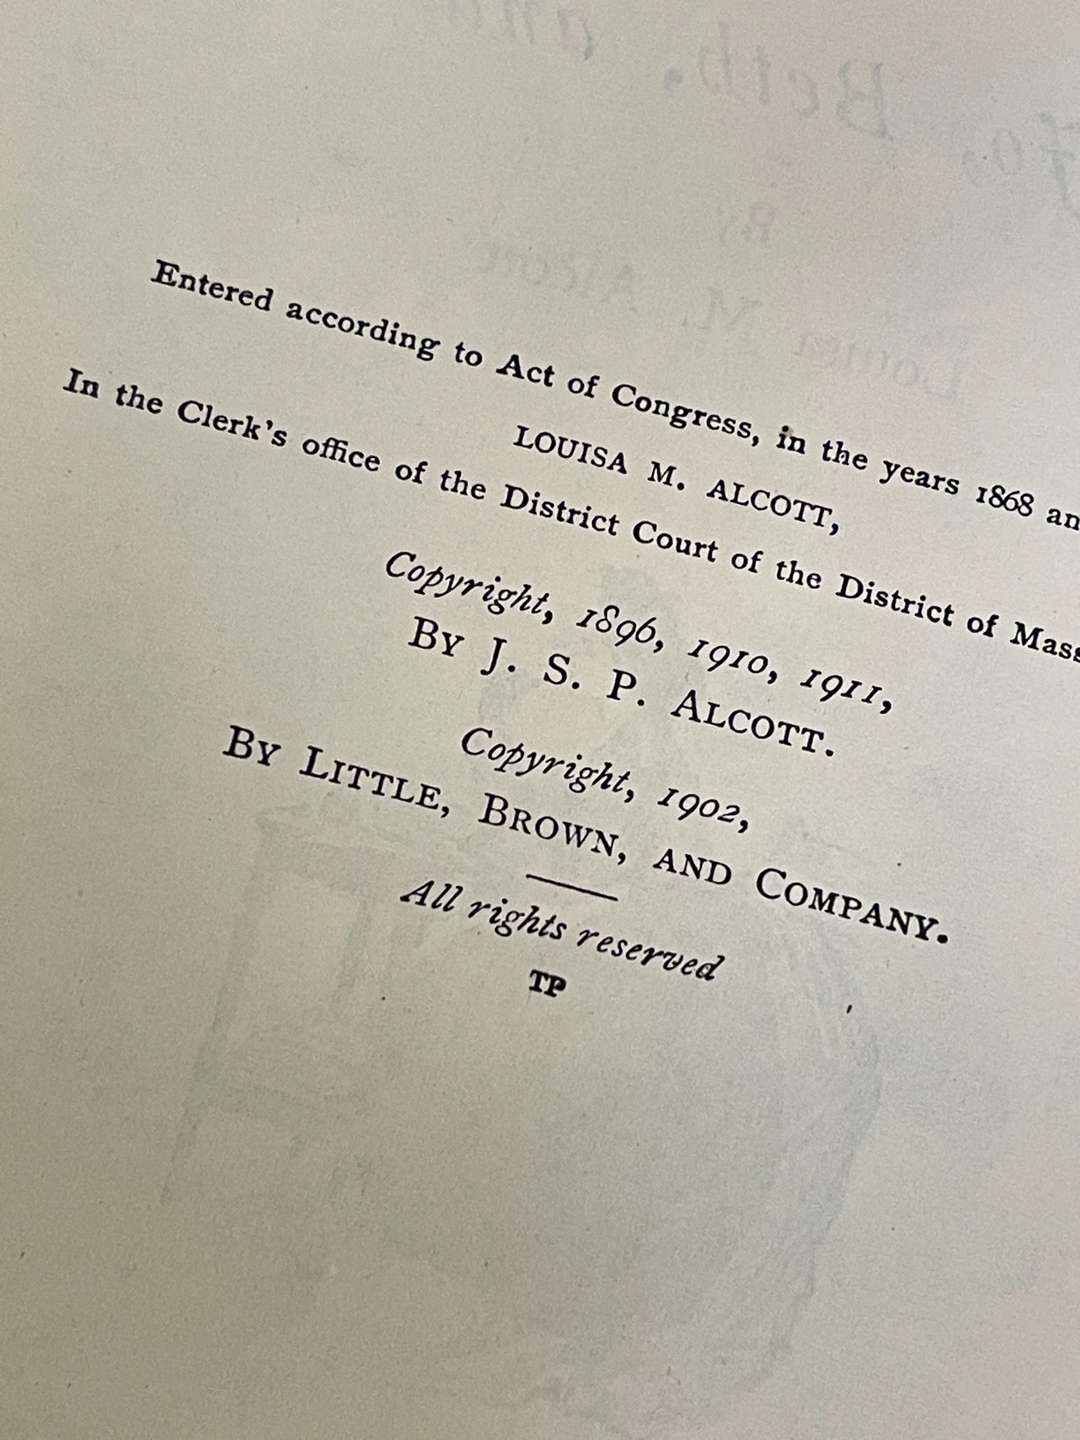 Entered according to Act of Congress, in the years 1868 an
LOUISA M. ALCOTT,
In the Clerk's office of the District Court of the District of Mass
Copyright, 1896, 1910, 1911,
BY J. S. P. ALCOTT.
Copyright, 1902,
BY LITTLE, BROWN, AND COMPANY.
All rights reserved
TP